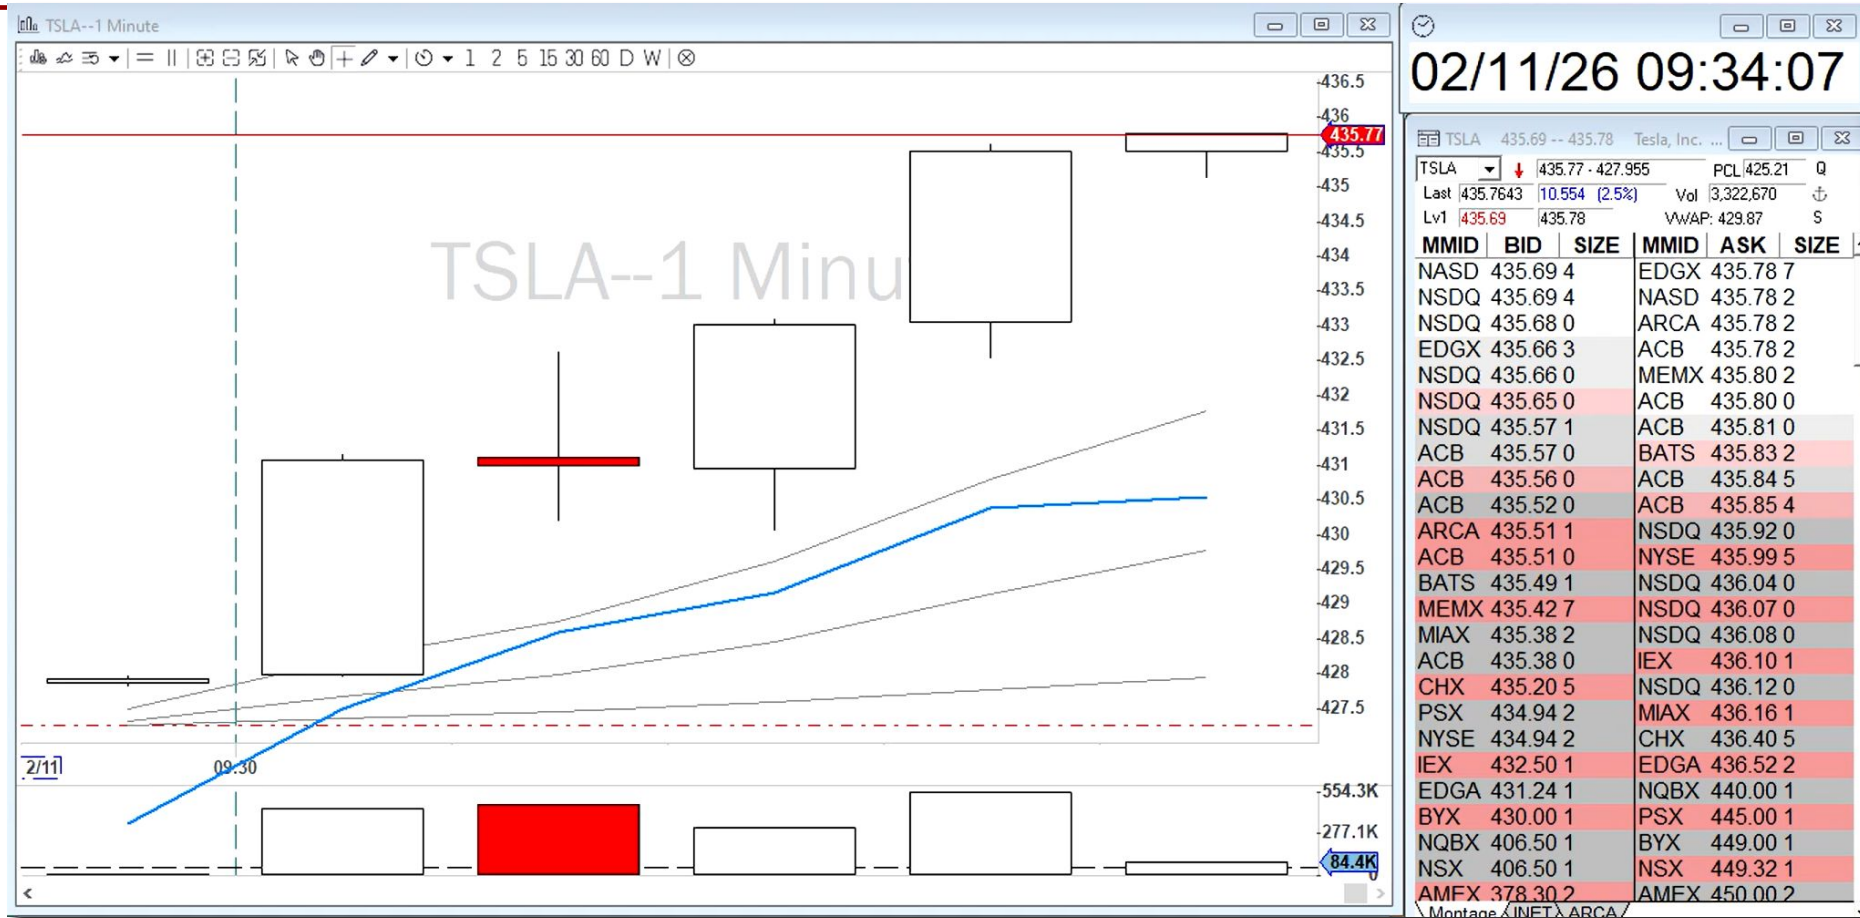 TSLA--1 Minute
1 2 5 15 30 60 D W
TSLA--1 Minu
436.5
436
435.77
435.5
435
434.5
434
433.5
433
432.5
432
431.5
431
430.5
430
429.5
429
428.5
428
427.5
2/11
09:30
554.3K
277.1K
84.4K
0
02/11/26 09:34:07
TSLA 435.69 -- 435.78 Tesla, Inc. ...
TSLA 435.77 - 427.955 PCL 425.21 Q
Last 435.7643 10.554 (2.5%) Vol 3,322,670
Lv1 435.69 435.78 VWAP: 429.87 S
MMID BID SIZE MMID ASK SIZE
NASD 435.69 4 EDGX 435.78 7
NSDQ 435.69 4 NASD 435.78 2
NSDQ 435.68 0 ARCA 435.78 2
EDGX 435.66 3 ACB 435.78 2
NSDQ 435.66 0 MEMX 435.80 2
NSDQ 435.65 0 ACB 435.80 0
NSDQ 435.57 1 ACB 435.81 0
ACB 435.57 0 BATS 435.83 2
ACB 435.56 0 ACB 435.84 5
ACB 435.52 0 ACB 435.85 4
ARCA 435.51 1 NSDQ 435.92 0
ACB 435.51 0 NYSE 435.99 5
BATS 435.49 1 NSDQ 436.04 0
MEMX 435.42 7 NSDQ 436.07 0
MIAX 435.38 2 NSDQ 436.08 0
ACB 435.38 0 IEX 436.10 1
CHX 435.20 5 NSDQ 436.12 0
PSX 434.94 2 MIAX 436.16 1
NYSE 434.94 2 CHX 436.40 5
IEX 432.50 1 EDGA 436.52 2
EDGA 431.24 1 NQBX 440.00 1
BYX 430.00 1 PSX 445.00 1
NQBX 406.50 1 BYX 449.00 1
NSX 406.50 1 NSX 449.32 1
AMEX 378.30 2 AMEX 450.00 2
Montage INET ARCA